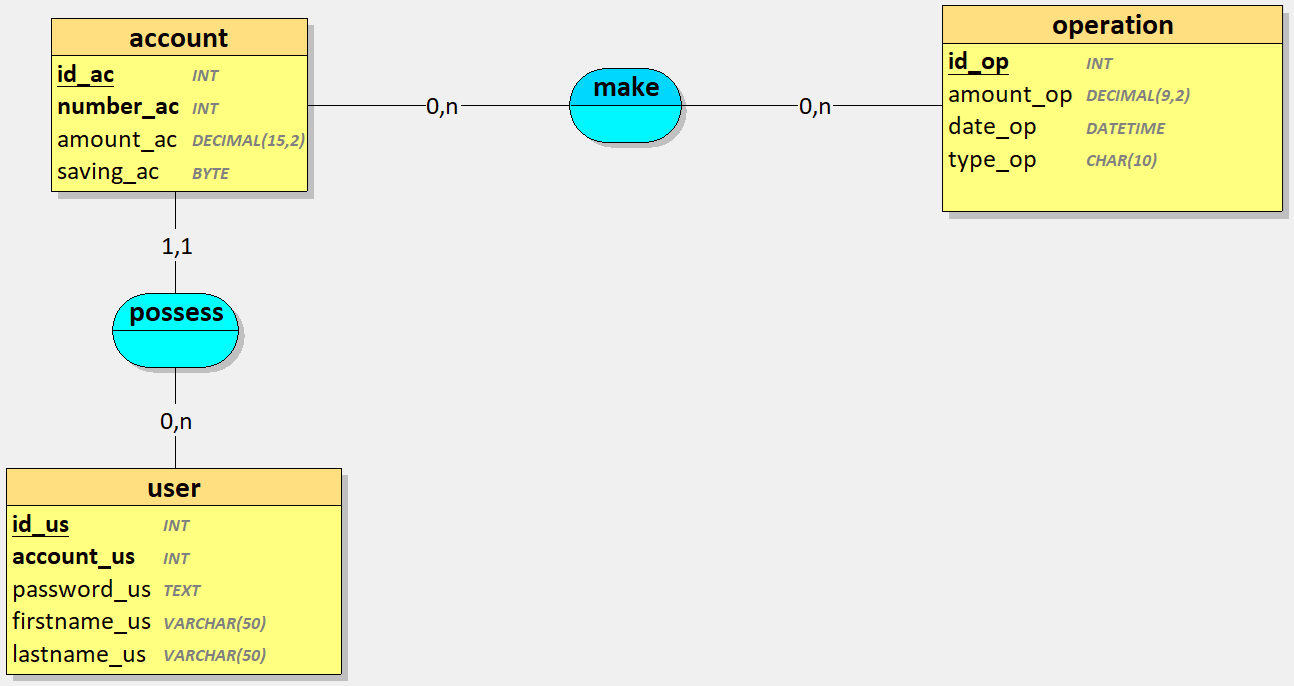 account
id_ac INT
number_ac INT
amount_ac DECIMAL(15,2)
saving_ac BYTE
0,n
make
0,n
operation
id_op INT
amount_op DECIMAL(9,2)
date_op DATETIME
type_op CHAR(10)
1,1
possess
0,n
user
id_us INT
account_us INT
password_us TEXT
firstname_us VARCHAR(50)
lastname_us VARCHAR(50)